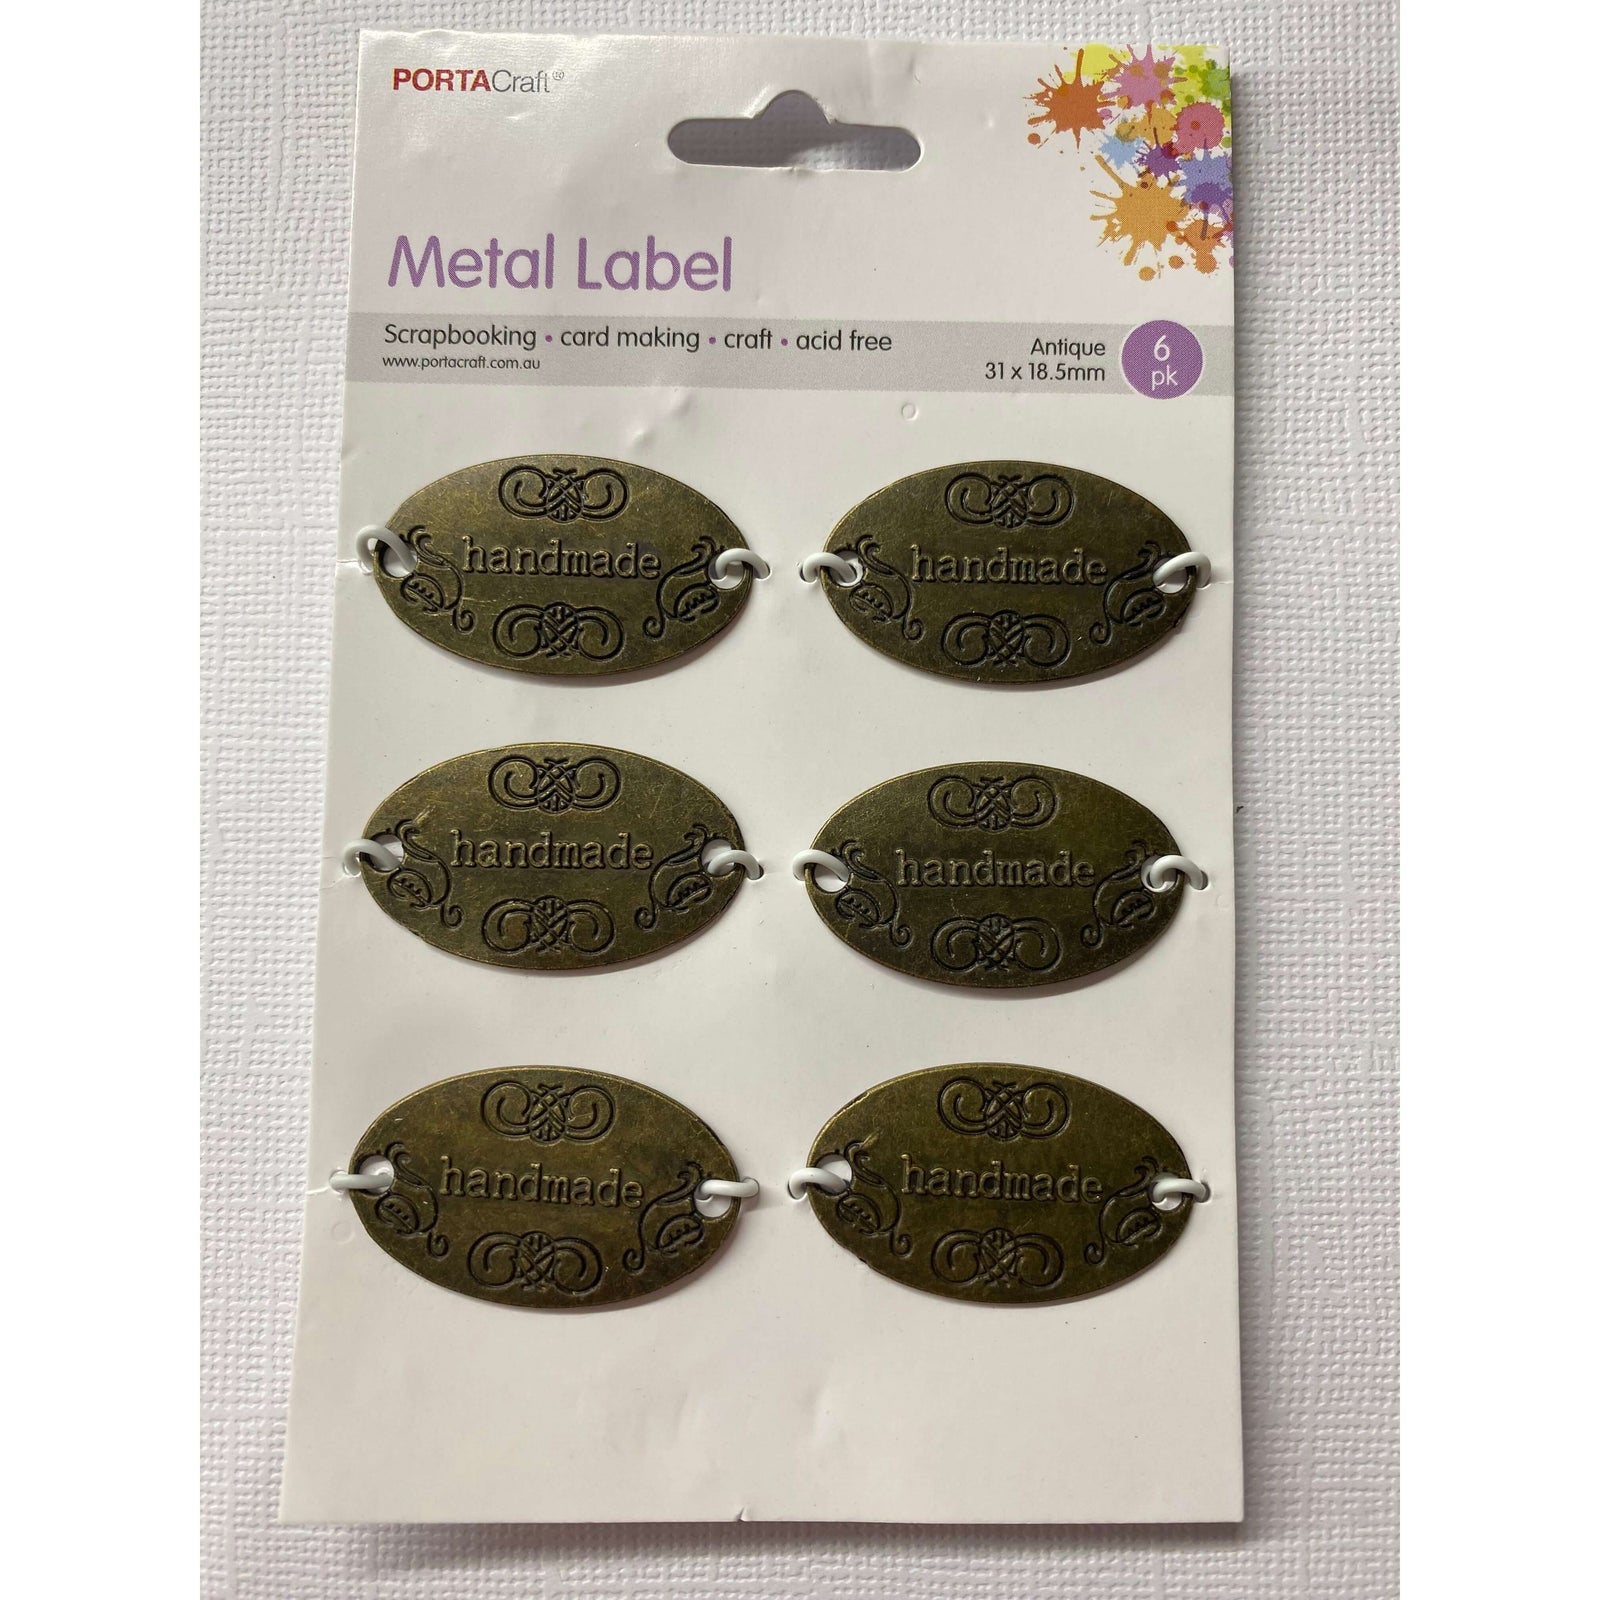 PORTACraft®
Metal Label
Scrapbooking • card making • craft • acid free
www.portacraft.com.au
Antique
31 x 18.5mm
6
pk
handmade
handmade
handmade
handmade
handmade
handmade